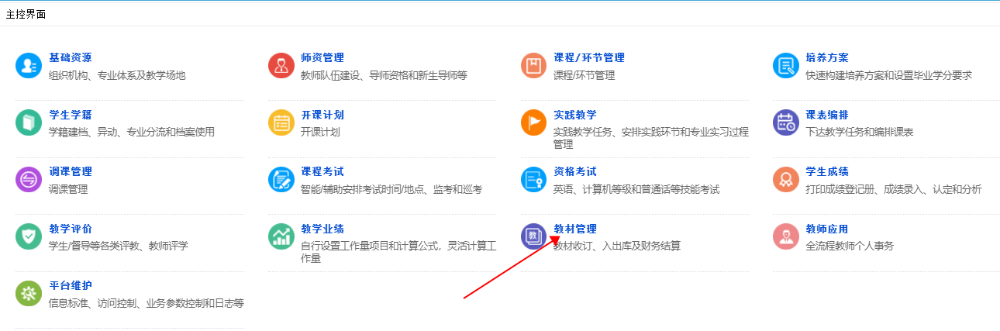 主控界面
基础资源
组织机构、专业体系及教学场地
师资管理
教师队伍建设、导师资格和新生导师等
课程/环节管理
课程/环节管理
培养方案
快速构建培养方案和设置毕业学分要求
学生学籍
学籍建档、异动、专业分流和档案使用
开课计划
开课计划
实践教学
实践教学任务、安排实践环节和专业实习过程
管理
课表编排
下达教学任务和编排课表
调课管理
调课管理
课程考试
智能/辅助安排考试时间/地点、监考和巡考
资格考试
英语、计算机等级和普通话等技能考试
学生成绩
打印成绩登记册、成绩录入、认定和分析
教学评价
学生/督导等各类评教、教师评学
教学业绩
自行设置工作量项目和计算公式，灵活计算工
作量
教
教材管理
教材收订、入出库及财务结算
教师应用
全流程教师个人事务
平台维护
信息标准、访问控制、业务参数控制和日志等